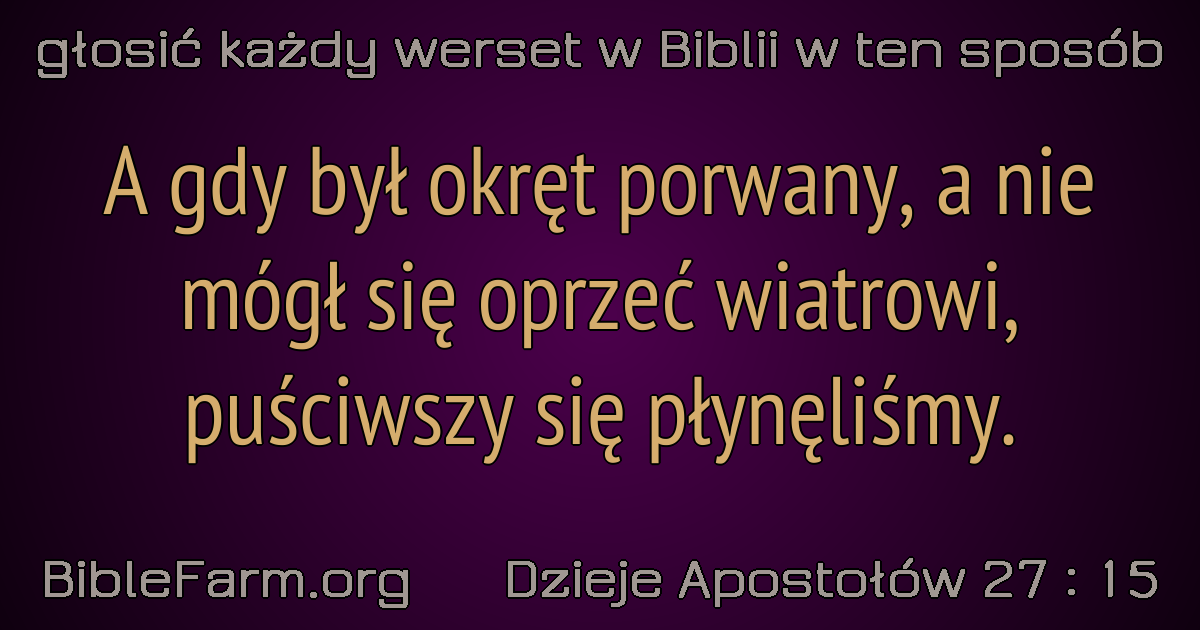 głosić każdy werset w Biblii w ten sposób
A gdy był okręt porwany, a nie
mógł się oprzeć wiatrowi,
puściwszy się płynęliśmy.
BibleFarm.org
Dzieje Apostołów 27 : 15